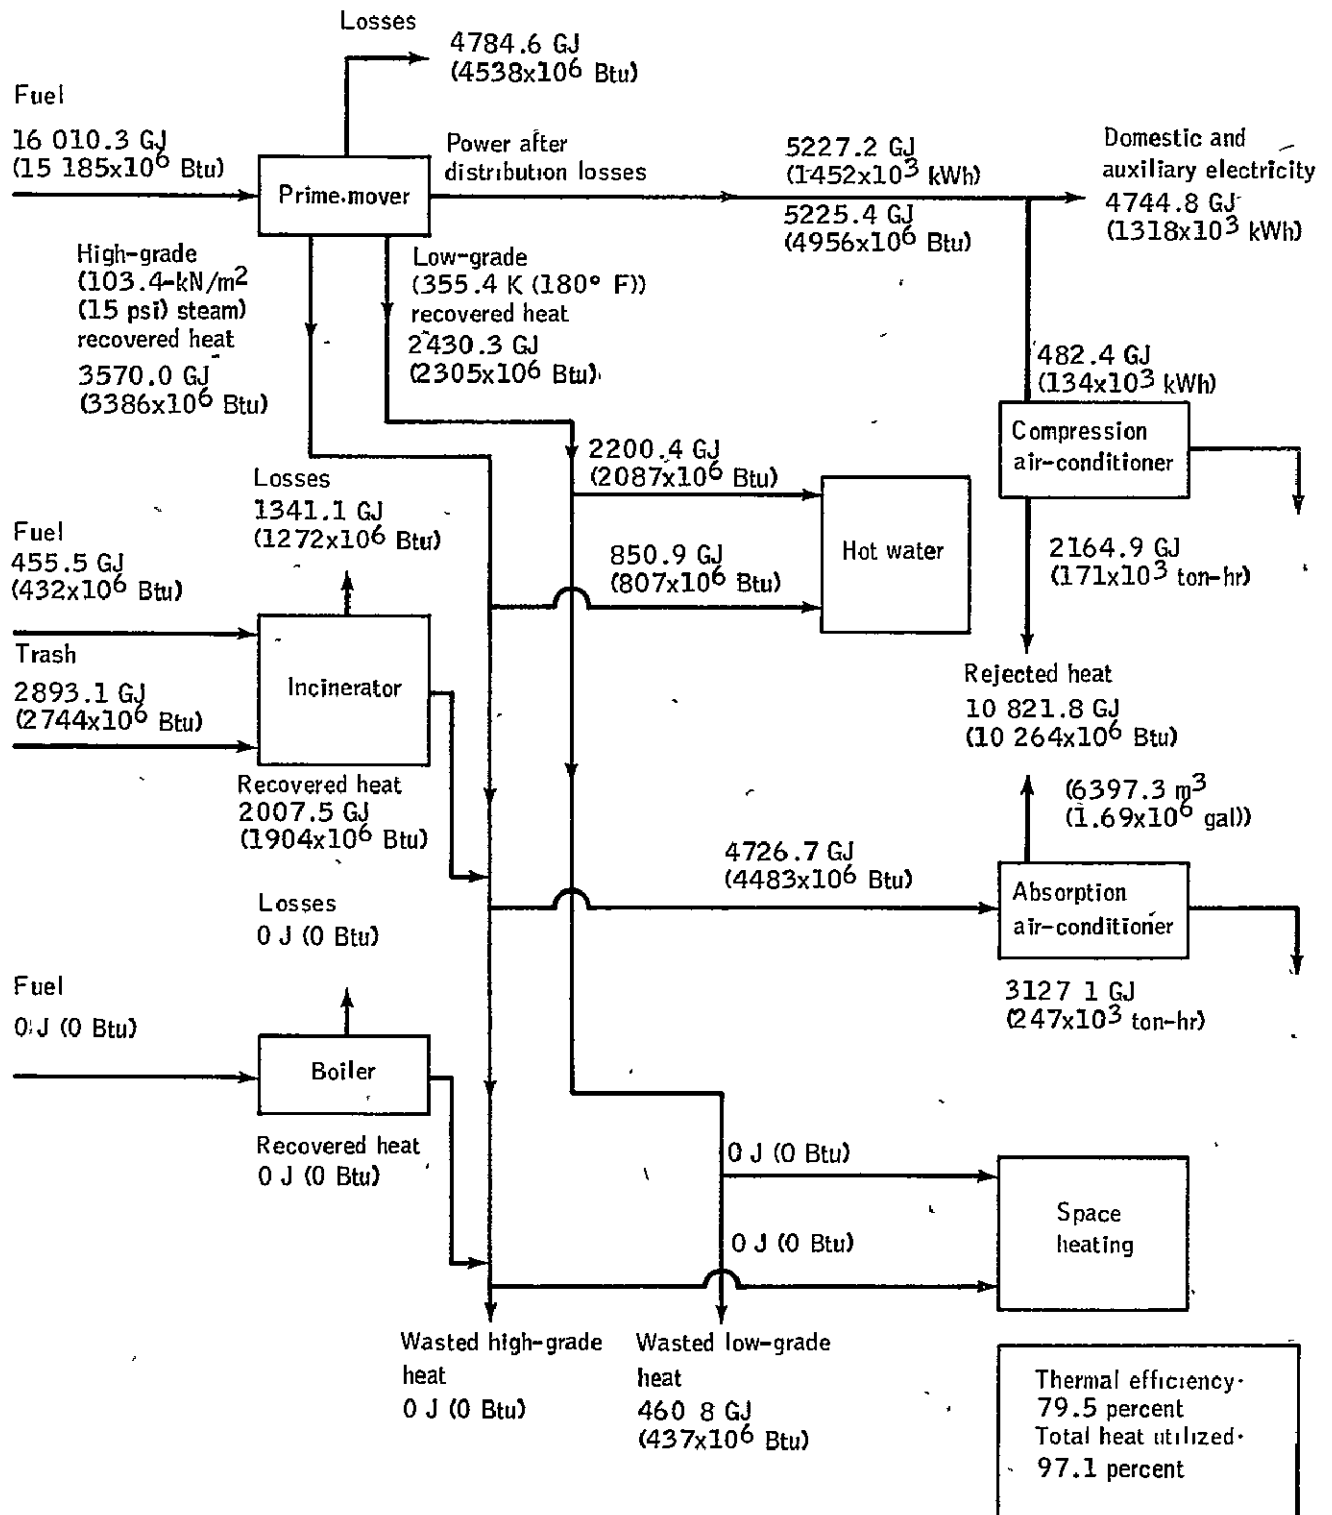 Losses
4784.6 GJ
(4538x10⁶ Btu)
Fuel
16 010.3 GJ
(15 185x10⁶ Btu)
Prime mover
Power after
distribution losses
5227.2 GJ
(1452x10³ kWh)
5225.4 GJ
(4956x10⁶ Btu)
Domestic and
auxiliary electricity
4744.8 GJ
(1318x10³ kWh)
High-grade
(103.4-kN/m²
(15 psi) steam)
recovered heat
3570.0 GJ
(3386x10⁶ Btu)
Low-grade
(355.4 K (180° F))
recovered heat
2430.3 GJ
(2305x10⁶ Btu)
482.4 GJ
(134x10³ kWh)
Compression
air-conditioner
2164.9 GJ
(171x10³ ton-hr)
Losses
1341.1 GJ
(1272x10⁶ Btu)
2200.4 GJ
(2087x10⁶ Btu)
850.9 GJ
(807x10⁶ Btu)
Hot water
Fuel
455.5 GJ
(432x10⁶ Btu)
Trash
2893.1 GJ
(2744x10⁶ Btu)
Incinerator
Recovered heat
2007.5 GJ
(1904x10⁶ Btu)
Rejected heat
10 821.8 GJ
(10 264x10⁶ Btu)
(6397.3 m³
(1.69x10⁶ gal))
4726.7 GJ
(4483x10⁶ Btu)
Absorption
air-conditioner
3127 1 GJ
(247x10³ ton-hr)
Losses
0 J (0 Btu)
Fuel
0 J (0 Btu)
Boiler
Recovered heat
0 J (0 Btu)
0 J (0 Btu)
0 J (0 Btu)
Space
heating
Wasted high-grade
heat
0 J (0 Btu)
Wasted low-grade
heat
460 8 GJ
(437x10⁶ Btu)
Thermal efficiency·
79.5 percent
Total heat utilized·
97.1 percent